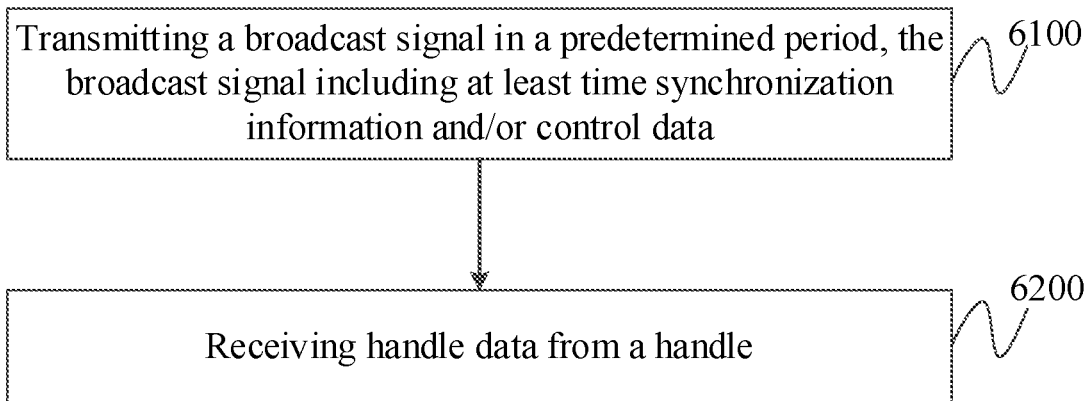 Transmitting a broadcast signal in a predetermined period, the
broadcast signal including at least time synchronization
information and/or control data
6100
Receiving handle data from a handle
6200